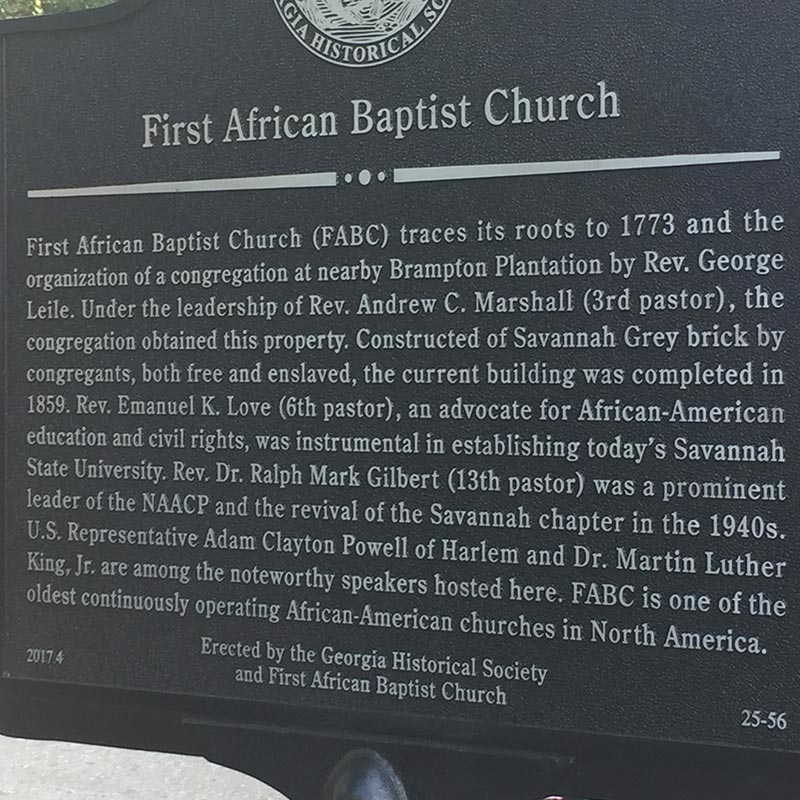 GIA HISTORICAL SO
First African Baptist Church
First African Baptist Church (FABC) traces its roots to 1773 and the
organization of a congregation at nearby Brampton Plantation by Rev. George
Leile. Under the leadership of Rev. Andrew C. Marshall (3rd pastor), the
congregation obtained this property. Constructed of Savannah Grey brick by
congregants, both free and enslaved, the current building was completed in
1859. Rev. Emanuel K. Love (6th pastor), an advocate for African-American
education and civil rights, was instrumental in establishing today's Savannah
State University. Rev. Dr. Ralph Mark Gilbert (13th pastor) was a prominent
leader of the NAACP and the revival of the Savannah chapter in the 1940s.
U.S. Representative Adam Clayton Powell of Harlem and Dr. Martin Luther
King, Jr. are among the noteworthy speakers hosted here. FABC is one of the
oldest continuously operating African-American churches in North America.
2017.4
Erected by the Georgia Historical Society
and First African Baptist Church
25-56